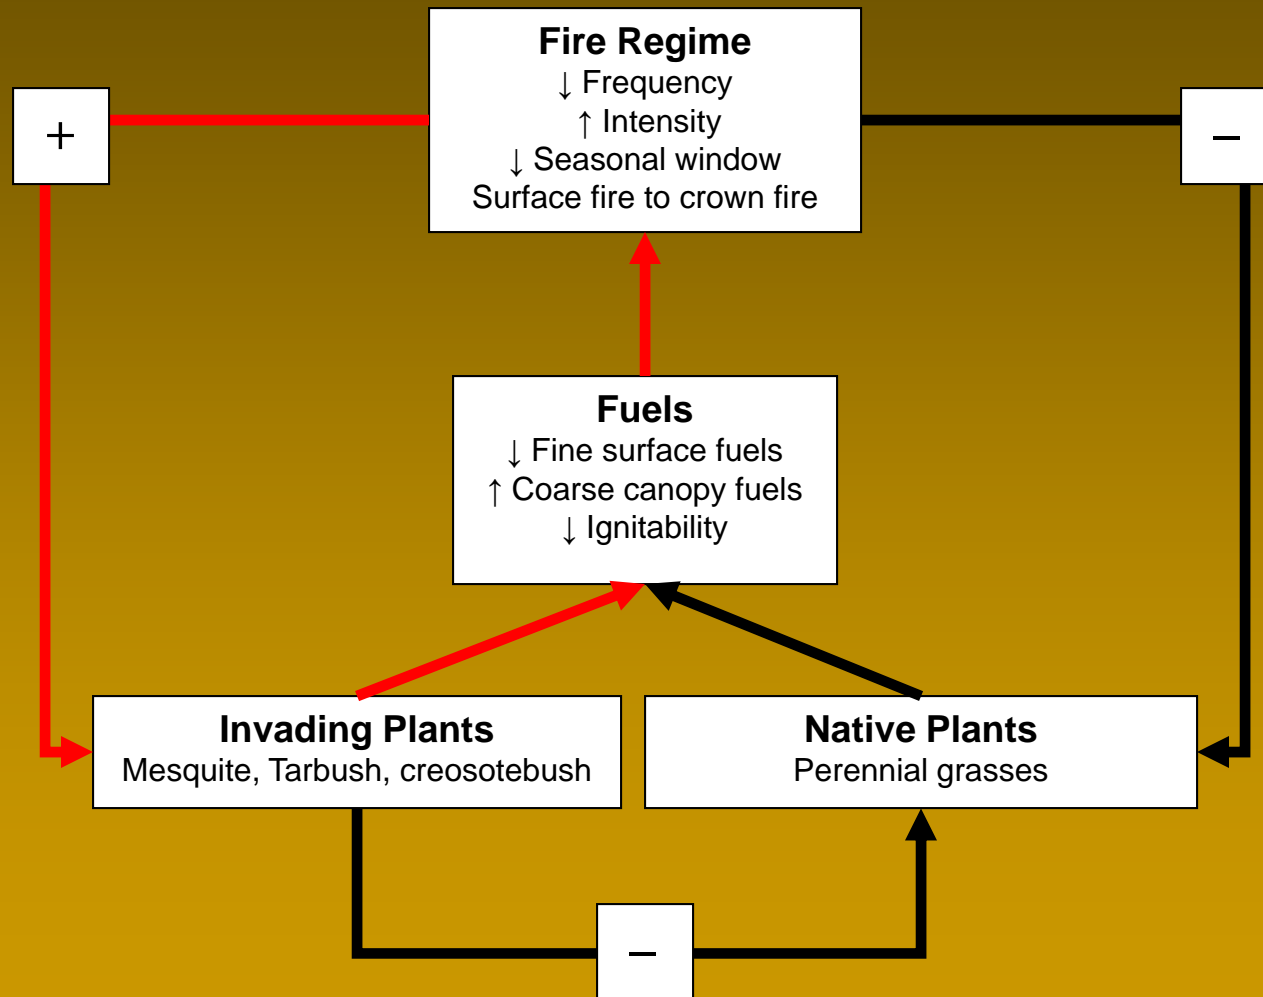 Fire Regime
↓ Frequency
↑ Intensity
↓ Seasonal window
Surface fire to crown fire
+
−
Fuels
↓ Fine surface fuels
↑ Coarse canopy fuels
↓ Ignitability
Invading Plants
Mesquite, Tarbush, creosotebush
Native Plants
Perennial grasses
−